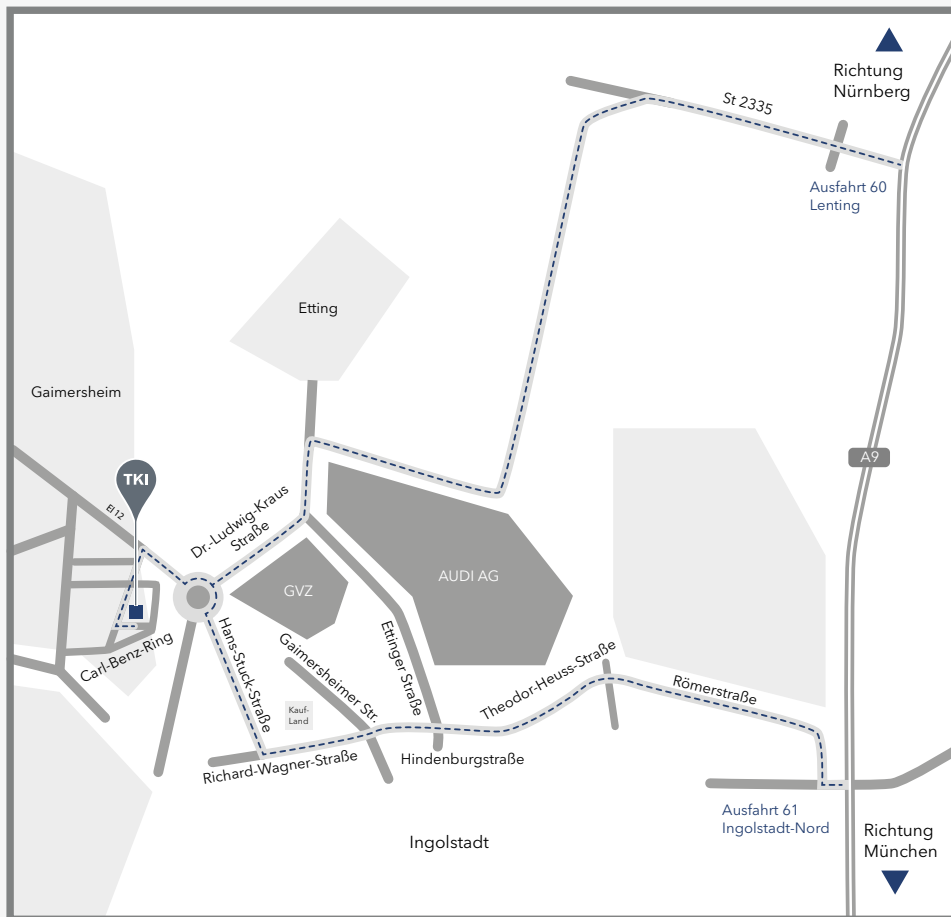 Richtung
Nürnberg
St 2335
Ausfahrt 60
Lenting
Etting
Gaimersheim
A9
TKI
EI 12
Dr.-Ludwig-Kraus
Straße
AUDI AG
GVZ
Carl-Benz-Ring
Hans-Stuck-Straße
Gaimersheimer Str.
Ettinger Straße
Theodor-Heuss-Straße
Römerstraße
Kauf-
Land
Richard-Wagner-Straße
Hindenburgstraße
Ausfahrt 61
Ingolstadt-Nord
Ingolstadt
Richtung
München